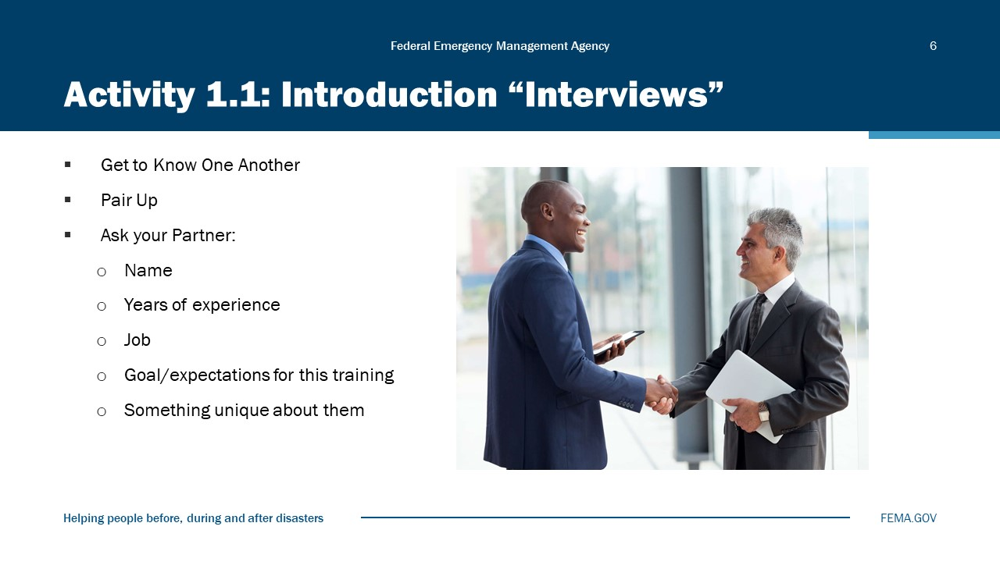 Federal Emergency Management Agency
6
Activity 1.1: Introduction “Interviews”
▪ Get to Know One Another
▪ Pair Up
▪ Ask your Partner:
o Name
o Years of experience
o Job
o Goal/expectations for this training
o Something unique about them
Helping people before, during and after disasters
FEMA.GOV